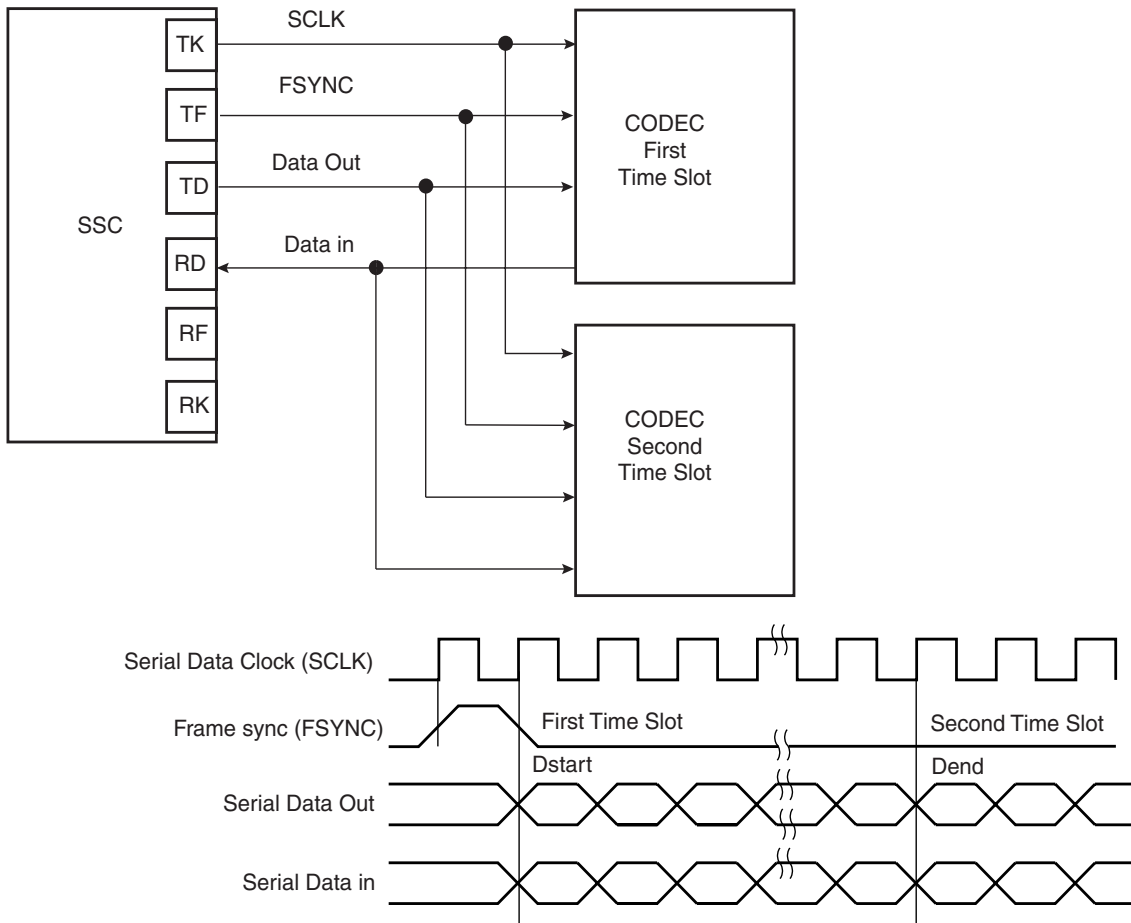 SCLK
TK
FSYNC
TF
CODEC
First
Time Slot
Data Out
TD
SSC
Data in
RD
RF
RK
CODEC
Second
Time Slot
Serial Data Clock (SCLK)
Frame sync (FSYNC)
First Time Slot
Second Time Slot
Dstart
Dend
Serial Data Out
Serial Data in